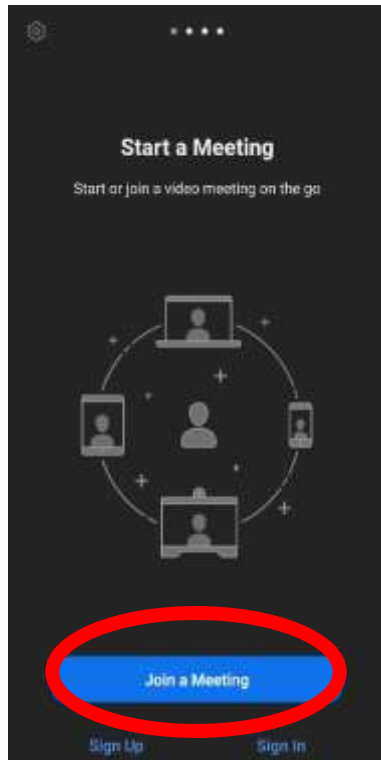 Start a Meeting
Start or join a video meeting on the go
Join a Meeting
Sign Up Sign In